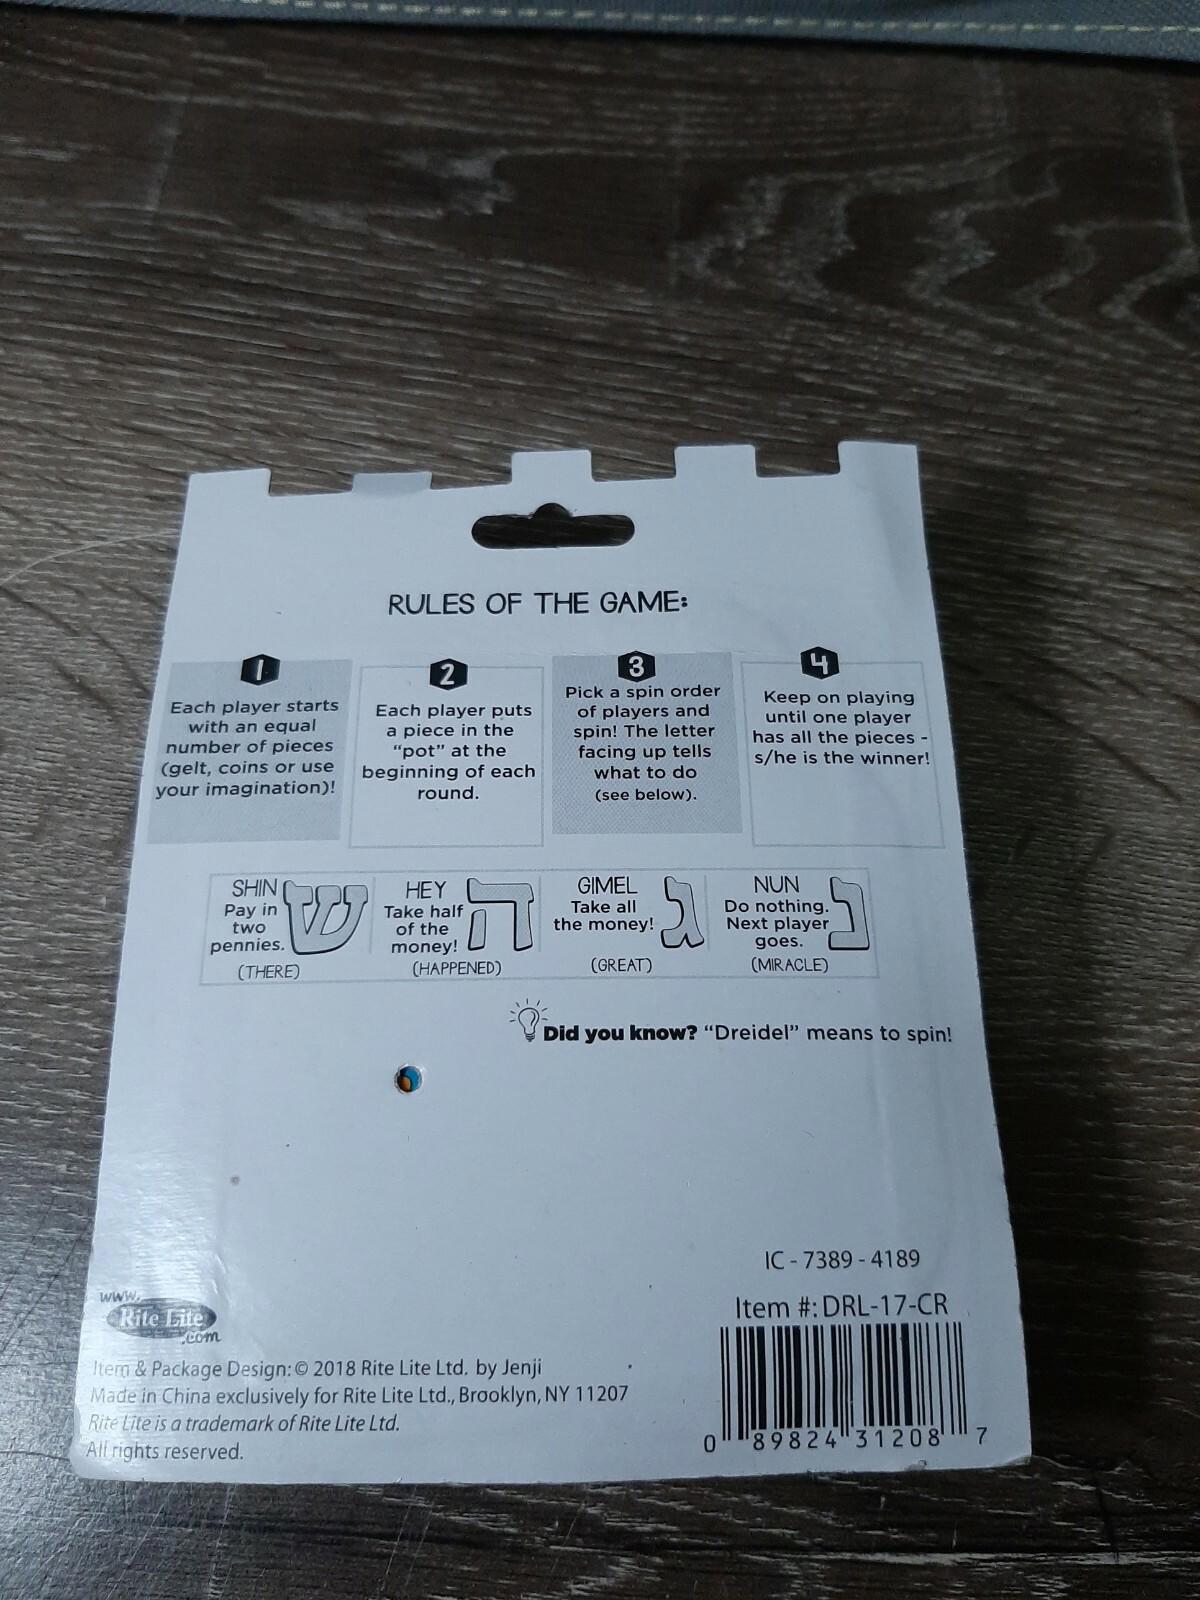 RULES OF THE GAME:
1
Each player starts
with an equal
number of pieces
(gelt, coins or use
your imagination)!
2
Each player puts
a piece in the
“pot” at the
beginning of each
round.
3
Pick a spin order
of players and
spin! The letter
facing up tells
what to do
(see below).
4
Keep on playing
until one player
has all the pieces -
s/he is the winner!
SHIN
Pay in
two
pennies.
ש
(THERE)
HEY
Take half
of the
money!
ה
(HAPPENED)
GIMEL
Take all
the money!
ג
(GREAT)
NUN
Do nothing.
Next player
goes.
נ
(MIRACLE)
Did you know? “Dreidel” means to spin!
IC - 7389 - 4189
Item #: DRL-17-CR
0 89824 31208 7
www.
Rite Lite
.com
Item & Package Design: © 2018 Rite Lite Ltd. by Jenji
Made in China exclusively for Rite Lite Ltd., Brooklyn, NY 11207
Rite Lite is a trademark of Rite Lite Ltd.
All rights reserved.